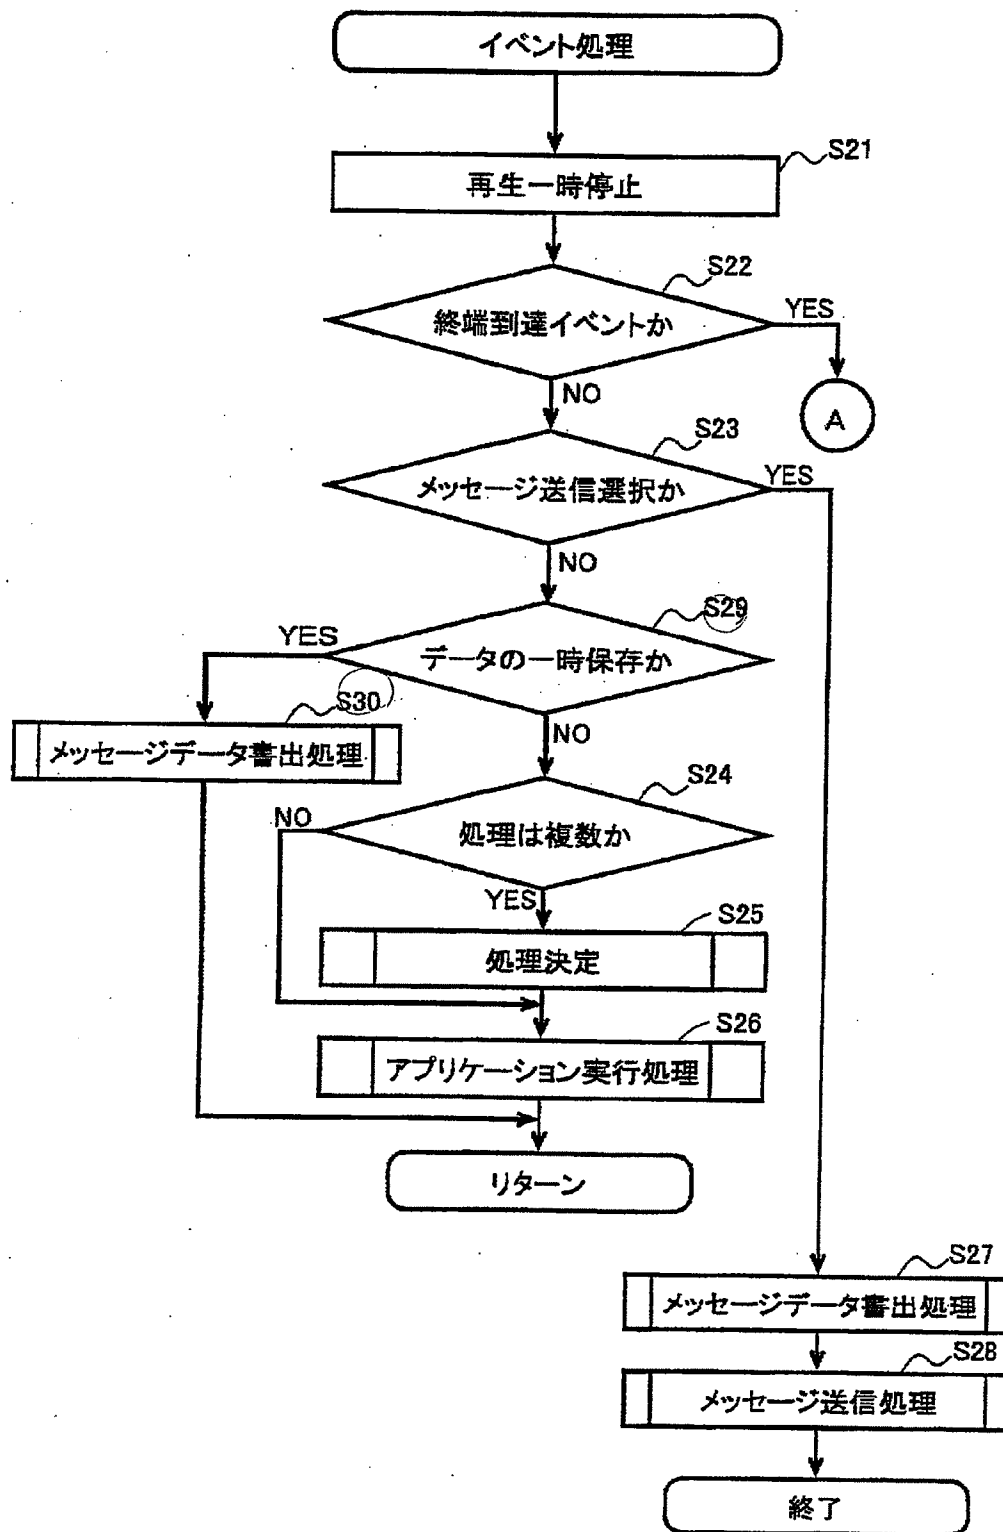 イベント処理
S21
再生一時停止
S22
終端到達イベントか
YES
NO
A
S23
メッセージ送信選択か
YES
NO
S29
データの一時保存か
YES
S30
NO
メッセージデータ書出処理
S24
処理は複数か
NO
YES
S25
処理決定
S26
アプリケーション実行処理
リターン
S27
メッセージデータ書出処理
S28
メッセージ送信処理
終了